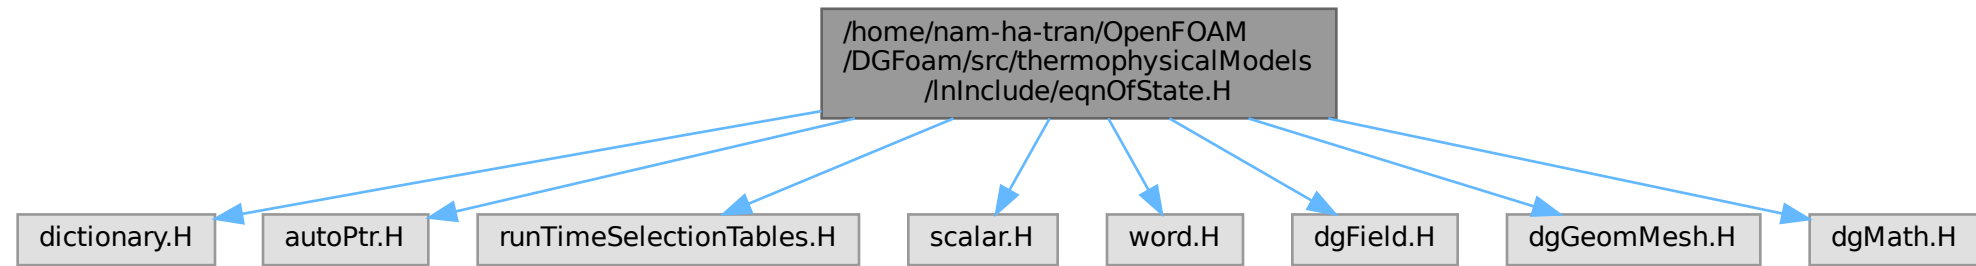 /home/nam-ha-tran/OpenFOAM
/DGFoam/src/thermophysicalModels
/lnInclude/eqnOfState.H
dictionary.H
autoPtr.H
runTimeSelectionTables.H
scalar.H
word.H
dgField.H
dgGeomMesh.H
dgMath.H